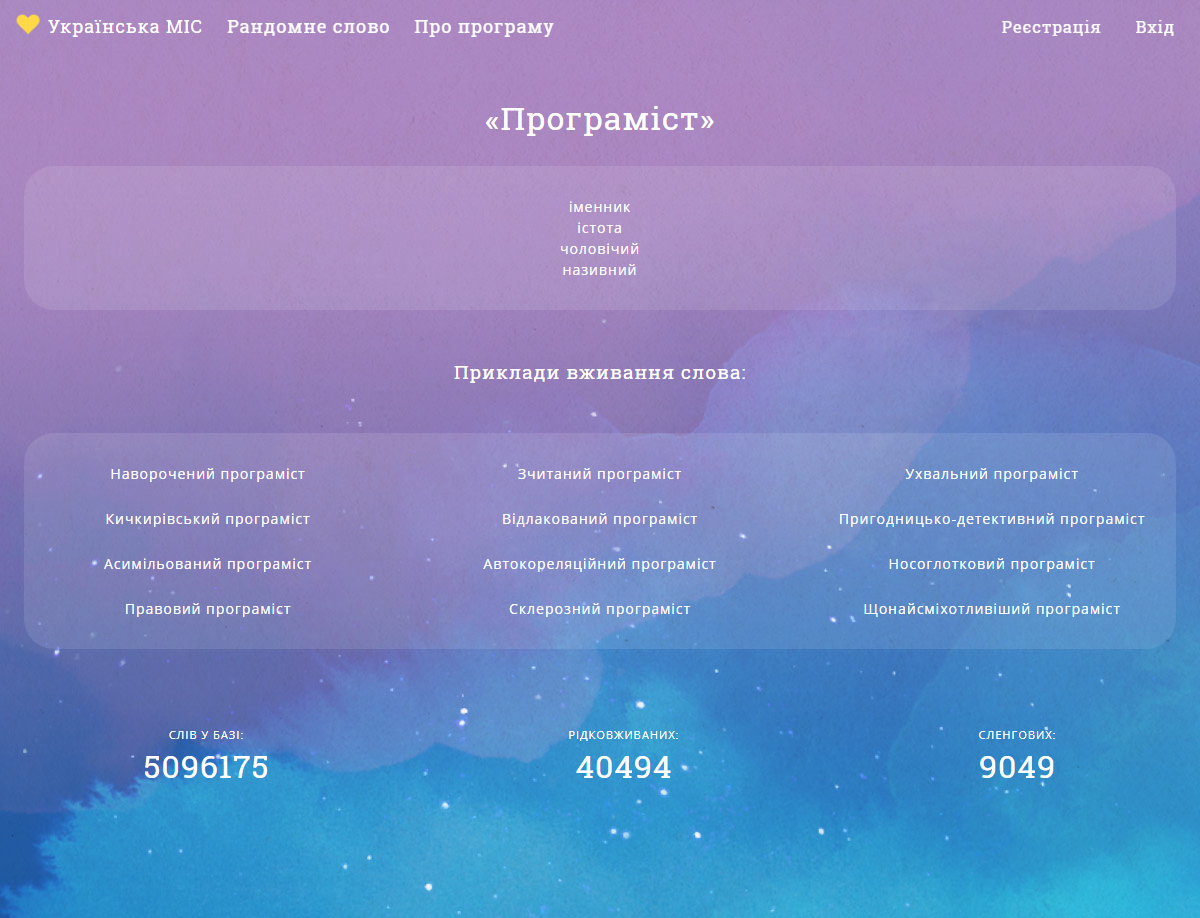 Українська МІС Рандомне слово Про програму Реєстрація Вхід
«Програміст»
іменник
істота
чоловічий
називний
Приклади вживання слова:
Наворочений програміст Зчитаний програміст Ухвальний програміст
Кичкирівський програміст Відлакований програміст Пригодницько-детективний програміст
Асимільований програміст Автокореляційний програміст Носоглотковий програміст
Правовий програміст Склерозний програміст Щонайсміхотливіший програміст
СЛІВ У БАЗІ: РІДКОВЖИВАНИХ: СЛЕНГОВИХ:
5096175 40494 9049